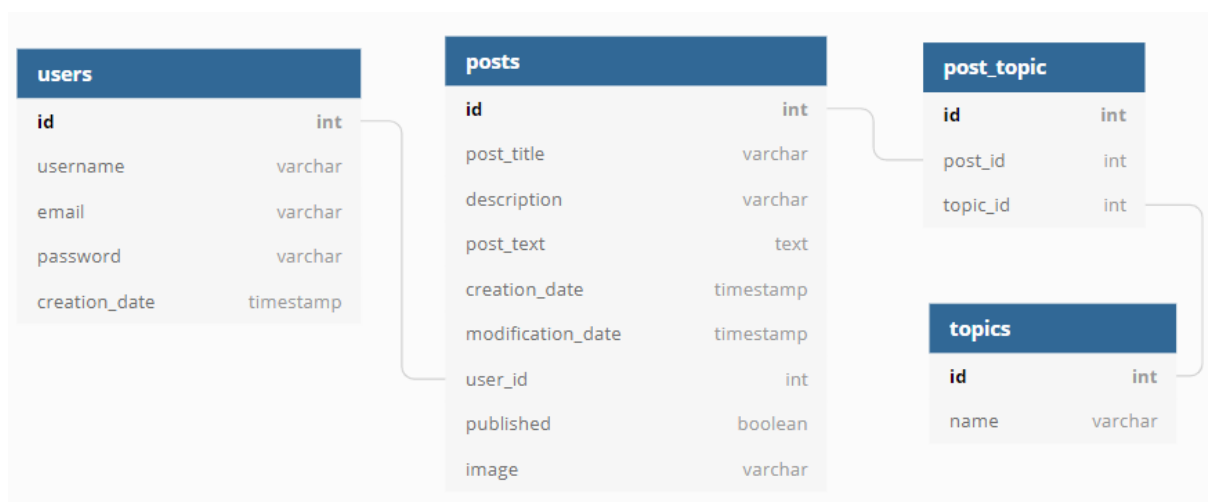 users
id int
username varchar
email varchar
password varchar
creation_date timestamp
posts
id int
post_title varchar
description varchar
post_text text
creation_date timestamp
modification_date timestamp
user_id int
published boolean
image varchar
post_topic
id int
post_id int
topic_id int
topics
id int
name varchar